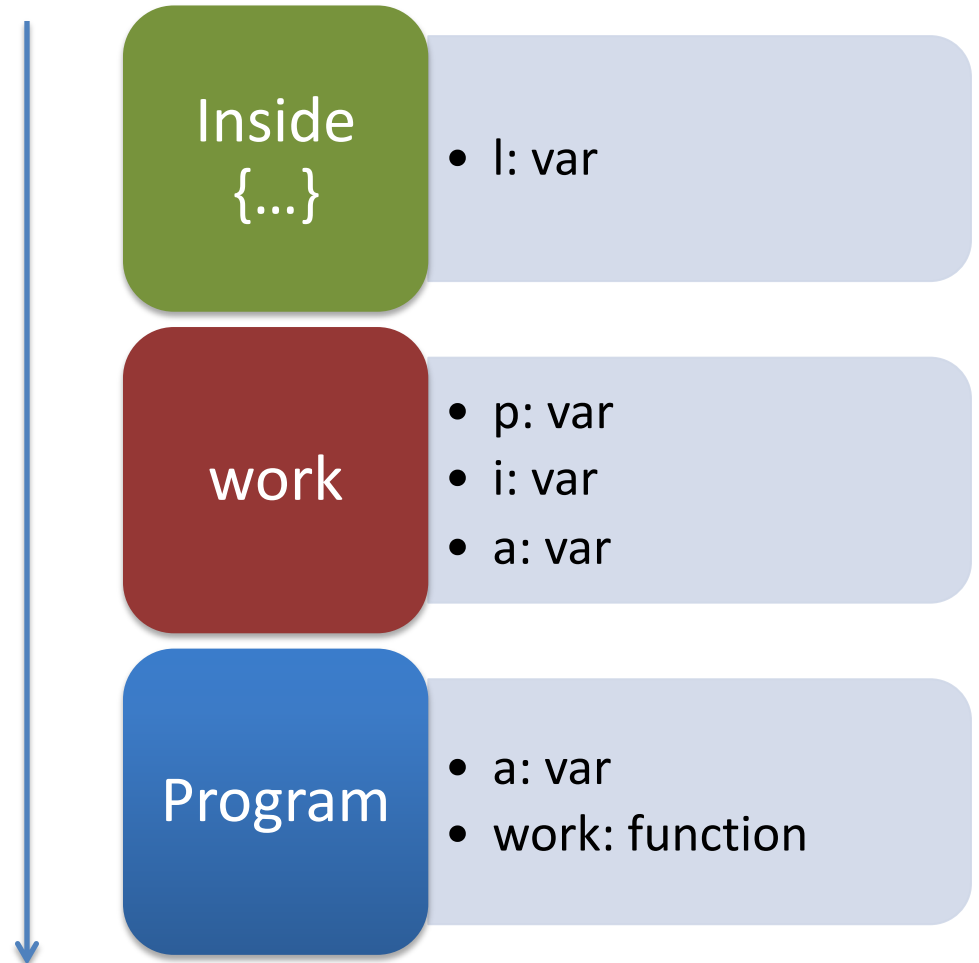 Inside
{...}
• l: var
work
• p: var
• i: var
• a: var
Program
• a: var
• work: function